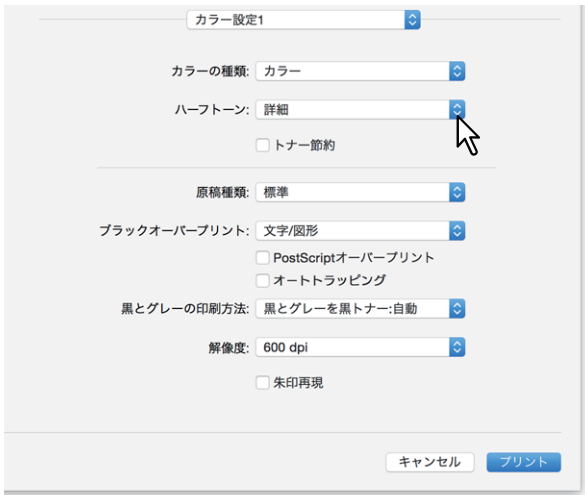 カラー設定1
カラーの種類: カラー
ハーフトーン: 詳細
トナー節約
原稿種類: 標準
ブラックオーバープリント: 文字/図形
PostScriptオーバープリント
オートトラッピング
黒とグレーの印刷方法: 黒とグレーを黒トナー:自動
解像度: 600 dpi
朱印再現
キャンセル プリント